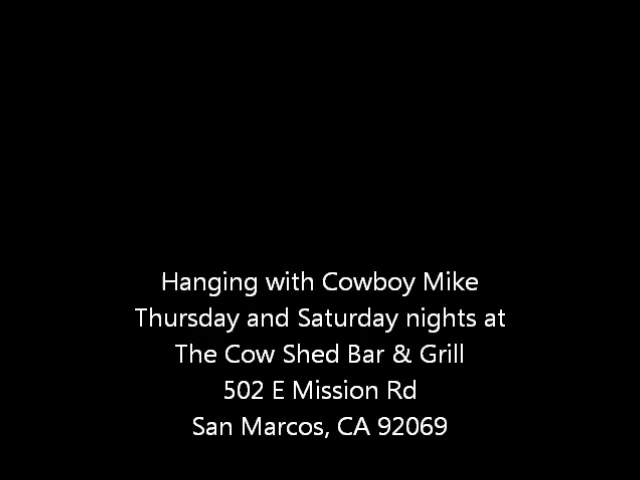 Hanging with Cowboy Mike
Thursday and Saturday nights at
The Cow Shed Bar & Grill
502 E Mission Rd
San Marcos, CA 92069